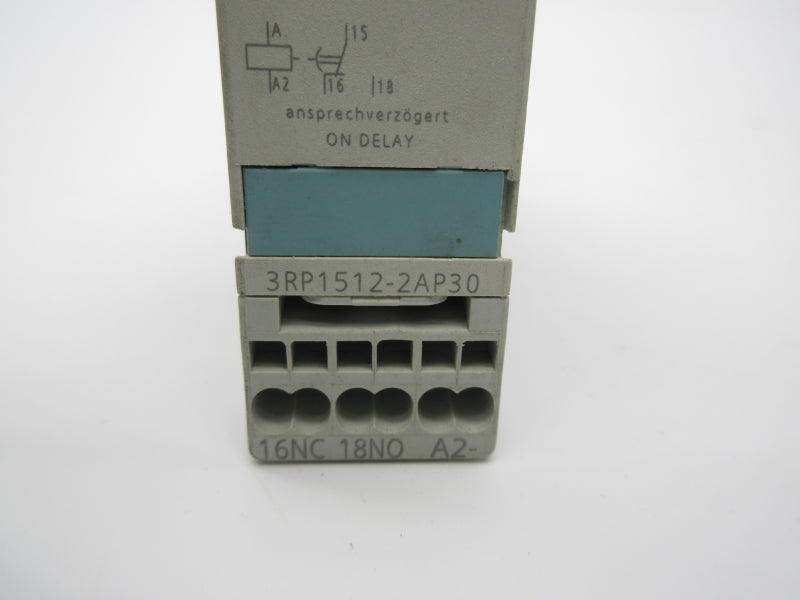 A 15
A2 16 18
ansprechverzögert
ON DELAY
3RP1512-2AP30
16NC 18NO A2-